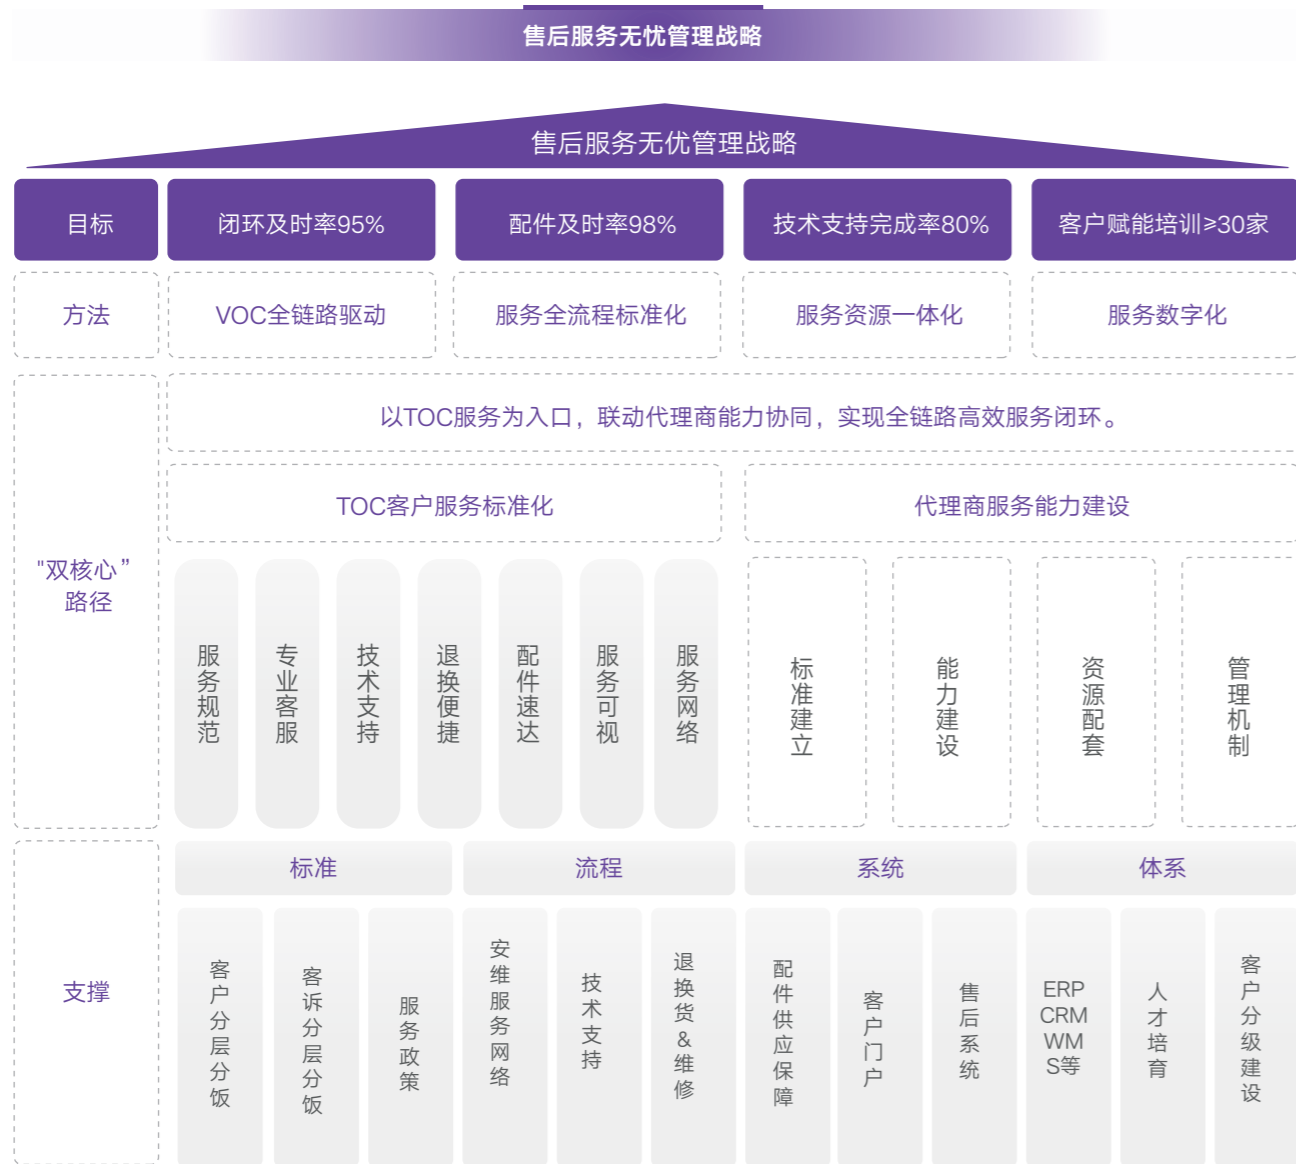 售后服务无忧管理战略
售后服务无优管理战略
目标
闭环及时率95%
配件及时率98%
技术支持完成率80%
客户赋能培训≥30家
方法
VOC全链路驱动
服务全流程标准化
服务资源一体化
服务数字化
"双核心”
路径
以TOC服务为入口，联动代理商能力协同，实现全链路高效服务闭环。
TOC客户服务标准化
代理商服务能力建设
服务规范
专业客服
技术支持
退换便捷
配件速达
服务可视
服务网络
标准建立
能力建设
资源配套
管理机制
支撑
标准
流程
系统
体系
客户分层分饭
客诉分层分饭
服务政策
安维服务网络
技术支持
退换货&维修
配件供应保障
客户门户
售后系统
ERP
CRM
WM
S等
人才培育
客户分级建设